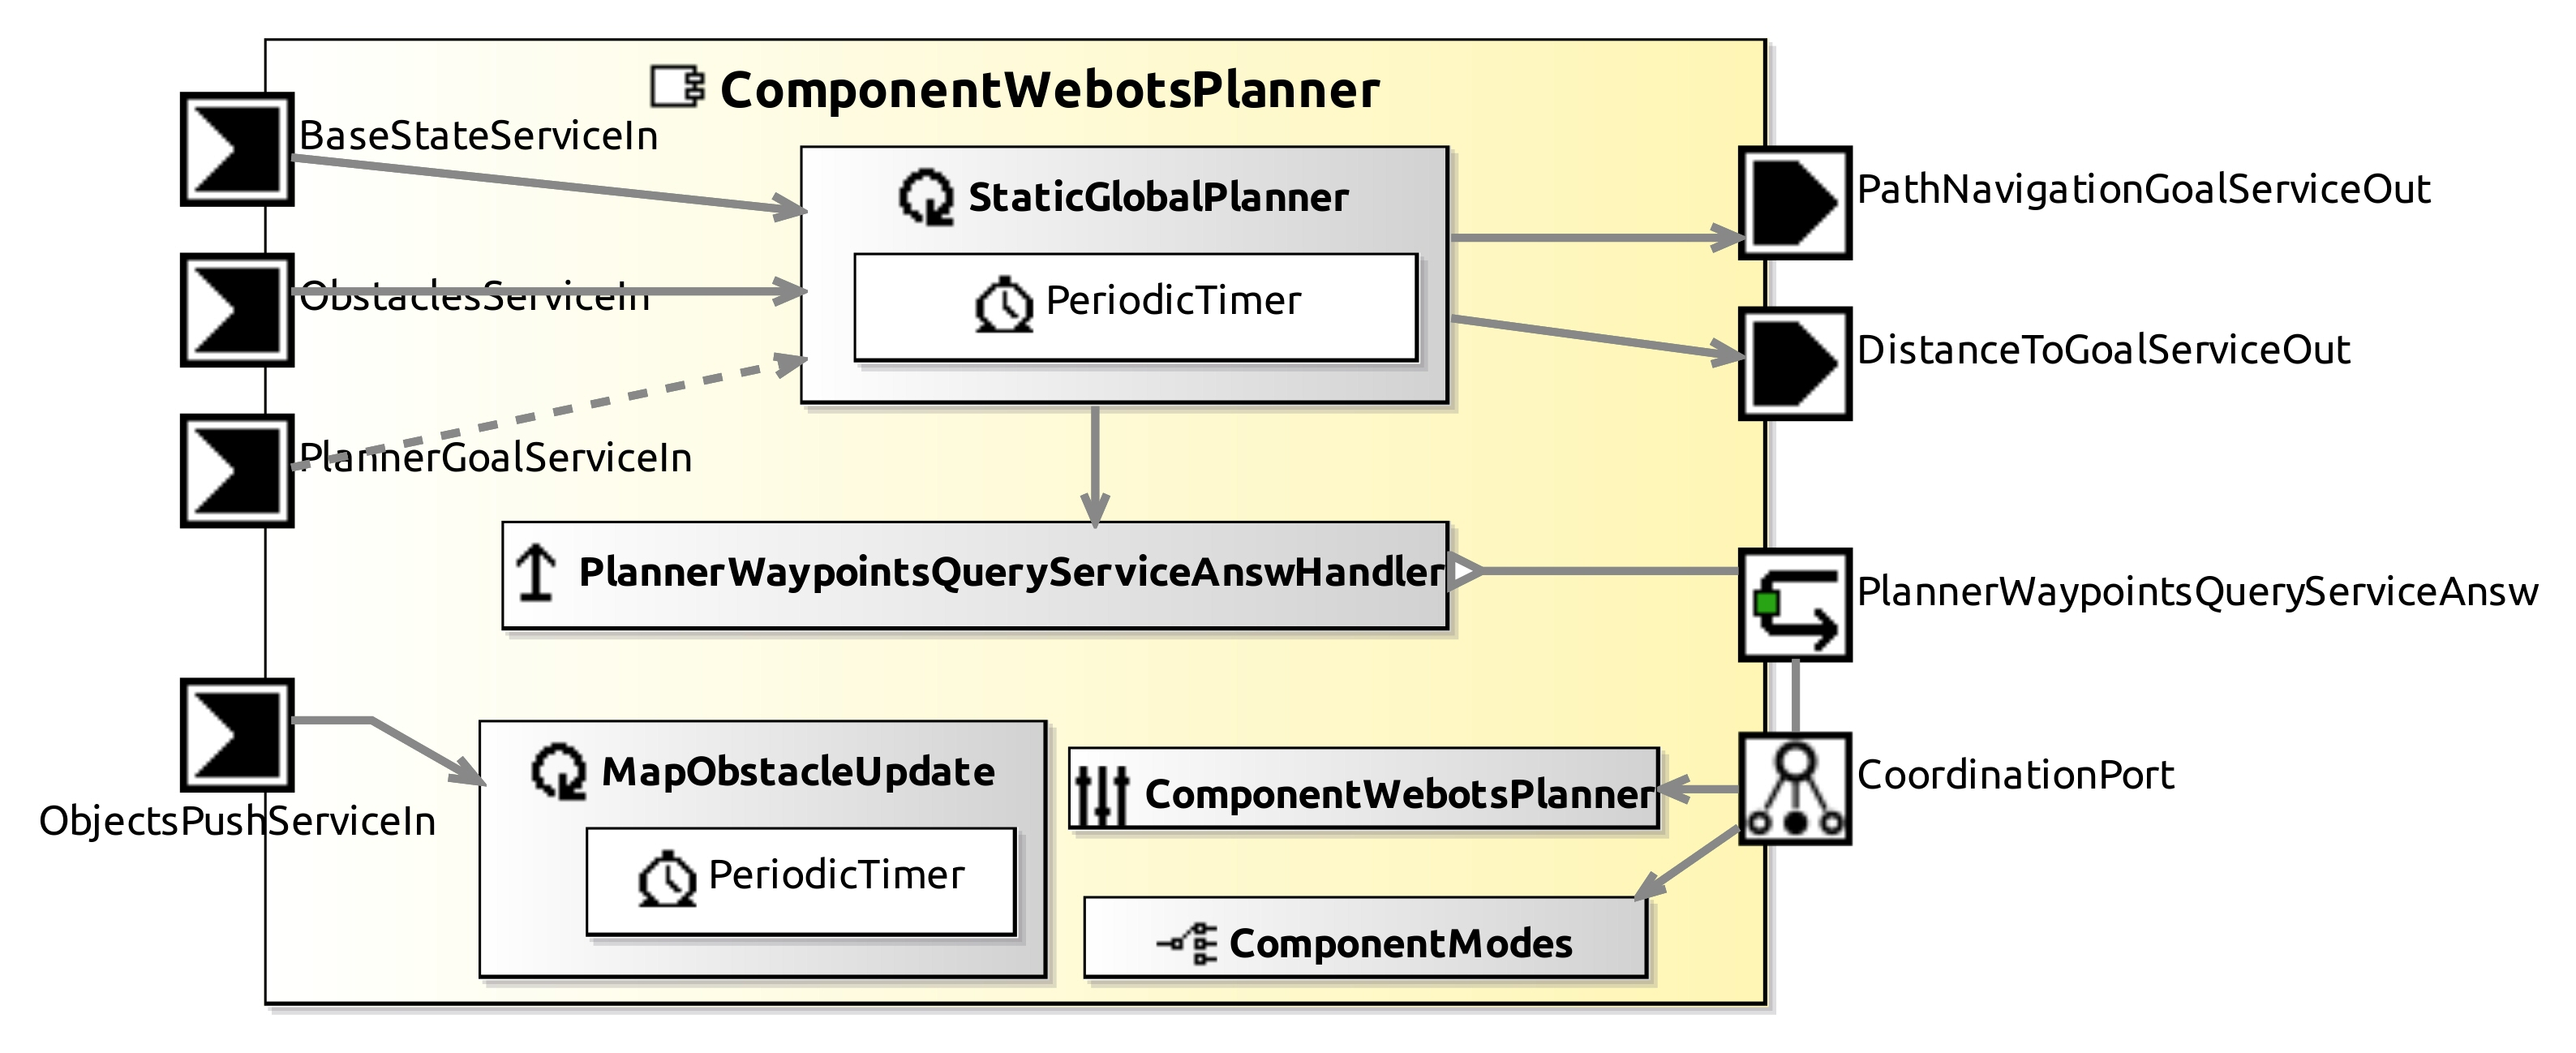 ComponentWebotsPlanner
BaseStateServiceIn
StaticGlobalPlanner
PathNavigationGoalServiceOut
ObstaclesServiceIn
PeriodicTimer
DistanceToGoalServiceOut
PlannerGoalServiceIn
PlannerWaypointsQueryServiceAnswHandler
PlannerWaypointsQueryServiceAnsw
ObjectsPushServiceIn
MapObstacleUpdate
PeriodicTimer
ComponentWebotsPlanner
CoordinationPort
ComponentModes